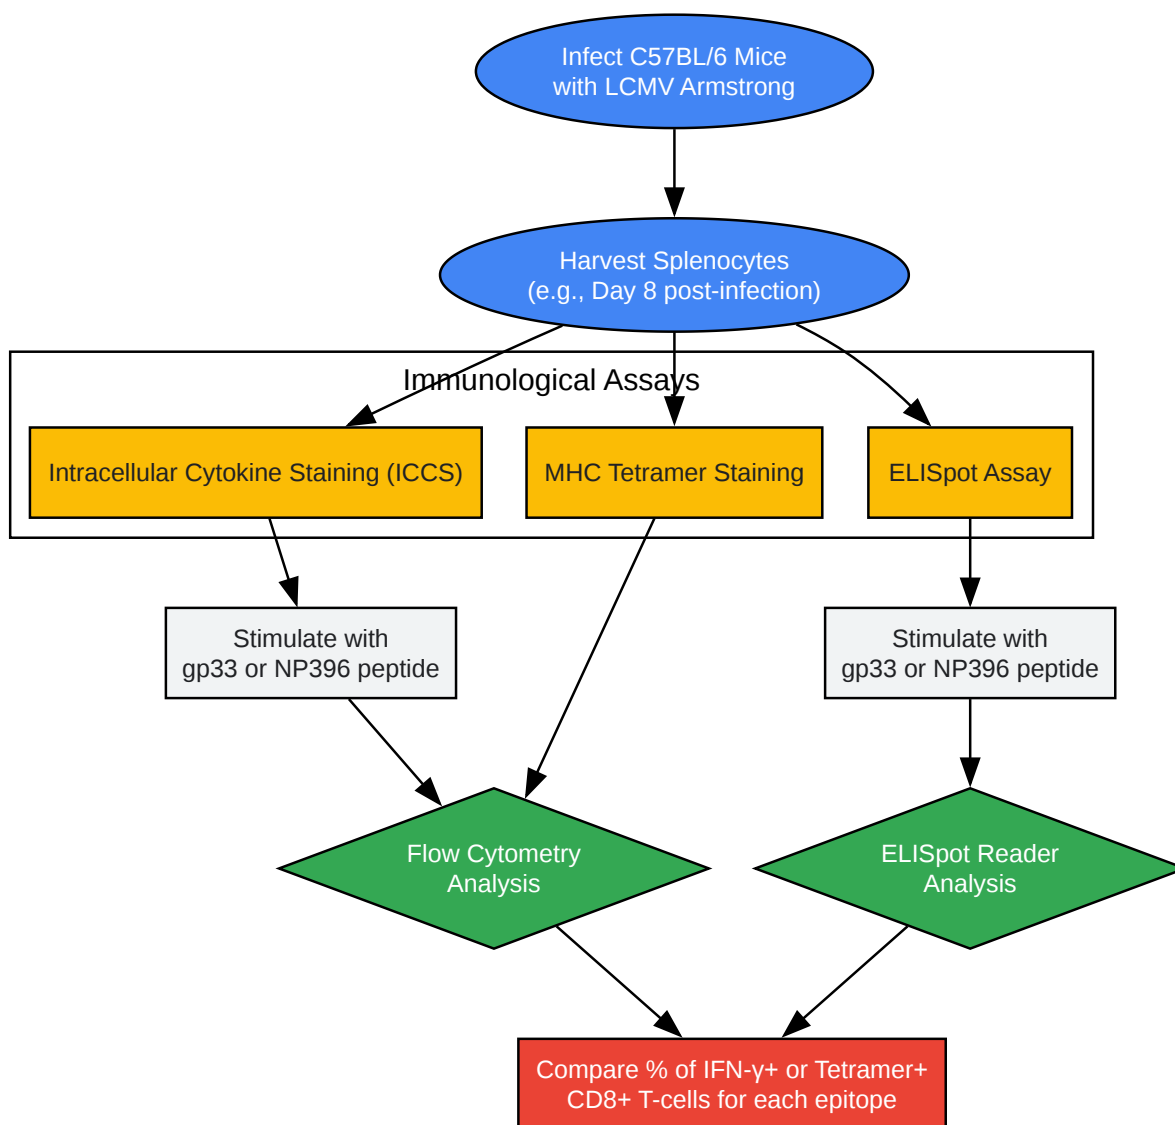 Infect C57BL/6 Mice
with LCMV Armstrong
Harvest Splenocytes
(e.g., Day 8 post-infection)
Immunological Assays
Intracellular Cytokine Staining (ICCS)
MHC Tetramer Staining
ELISpot Assay
Stimulate with
gp33 or NP396 peptide
Stimulate with
gp33 or NP396 peptide
Flow Cytometry
Analysis
ELISpot Reader
Analysis
Compare % of IFN-γ+ or Tetramer+
CD8+ T-cells for each epitope